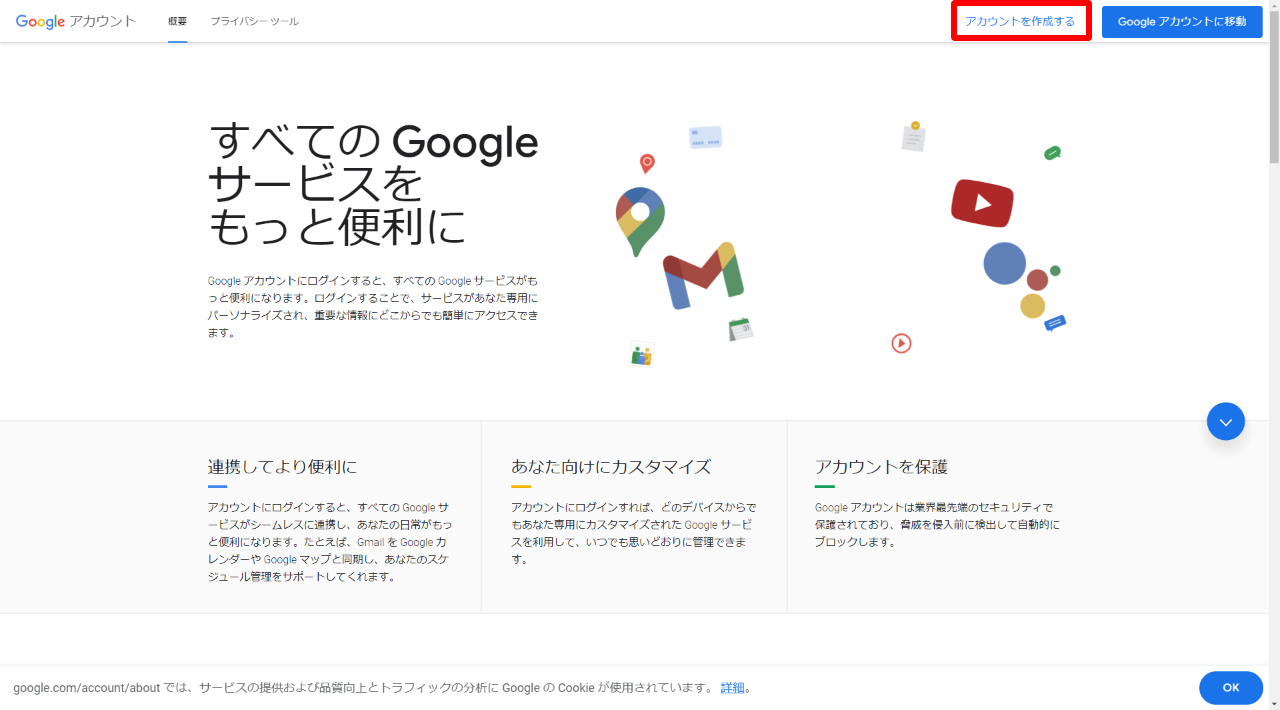 Google アカウント
概要
プライバシー ツール
アカウントを作成する
Google アカウントに移動
すべての Google
サービスを
もっと便利に
Google アカウントにログインすると、すべての Google サービスがも
っと便利になります。ログインすることで、サービスがあなた専用に
パーソナライズされ、重要な情報にどこからでも簡単にアクセスでき
ます。
31
連携してより便利に
アカウントにログインすると、すべての Google サ
ービスがシームレスに連携し、あなたの日常がもっ
と便利になります。たとえば、Gmail を Google カ
レンダーや Google マップと同期し、あなたのスケ
ジュール管理をサポートしてくれます。
あなた向けにカスタマイズ
アカウントにログインすれば、どのデバイスからで
もあなた専用にカスタマイズされた Google サービ
スを利用して、いつでも思いどおりに管理できま
す。
アカウントを保護
Google アカウントは業界最先端のセキュリティで
保護されており、脅威を侵入前に検出して自動的に
ブロックします。
google.com/account/about では、サービスの提供および品質向上とトラフィックの分析に Google の Cookie が使用されています。 詳細。
OK